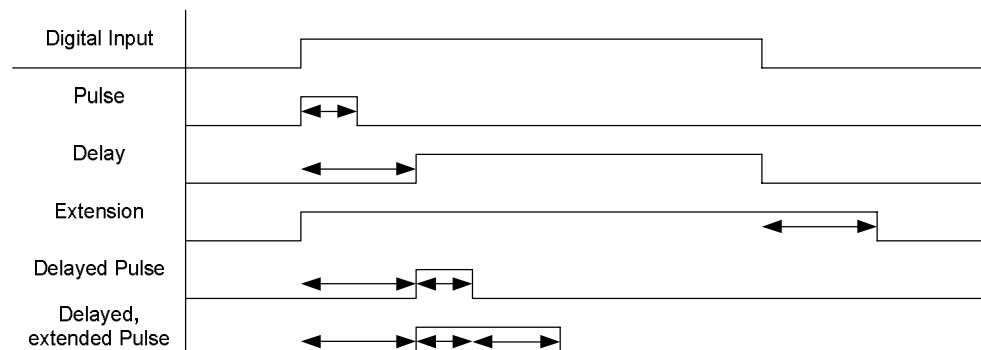 Digital Input
Pulse
Delay
Extension
Delayed Pulse
Delayed,
extended Pulse